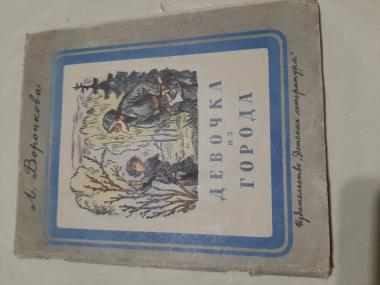 Л. Воронкова
ДЕВОЧКА
ИЗ
ГОРОДА
Издательство „Детская литература"